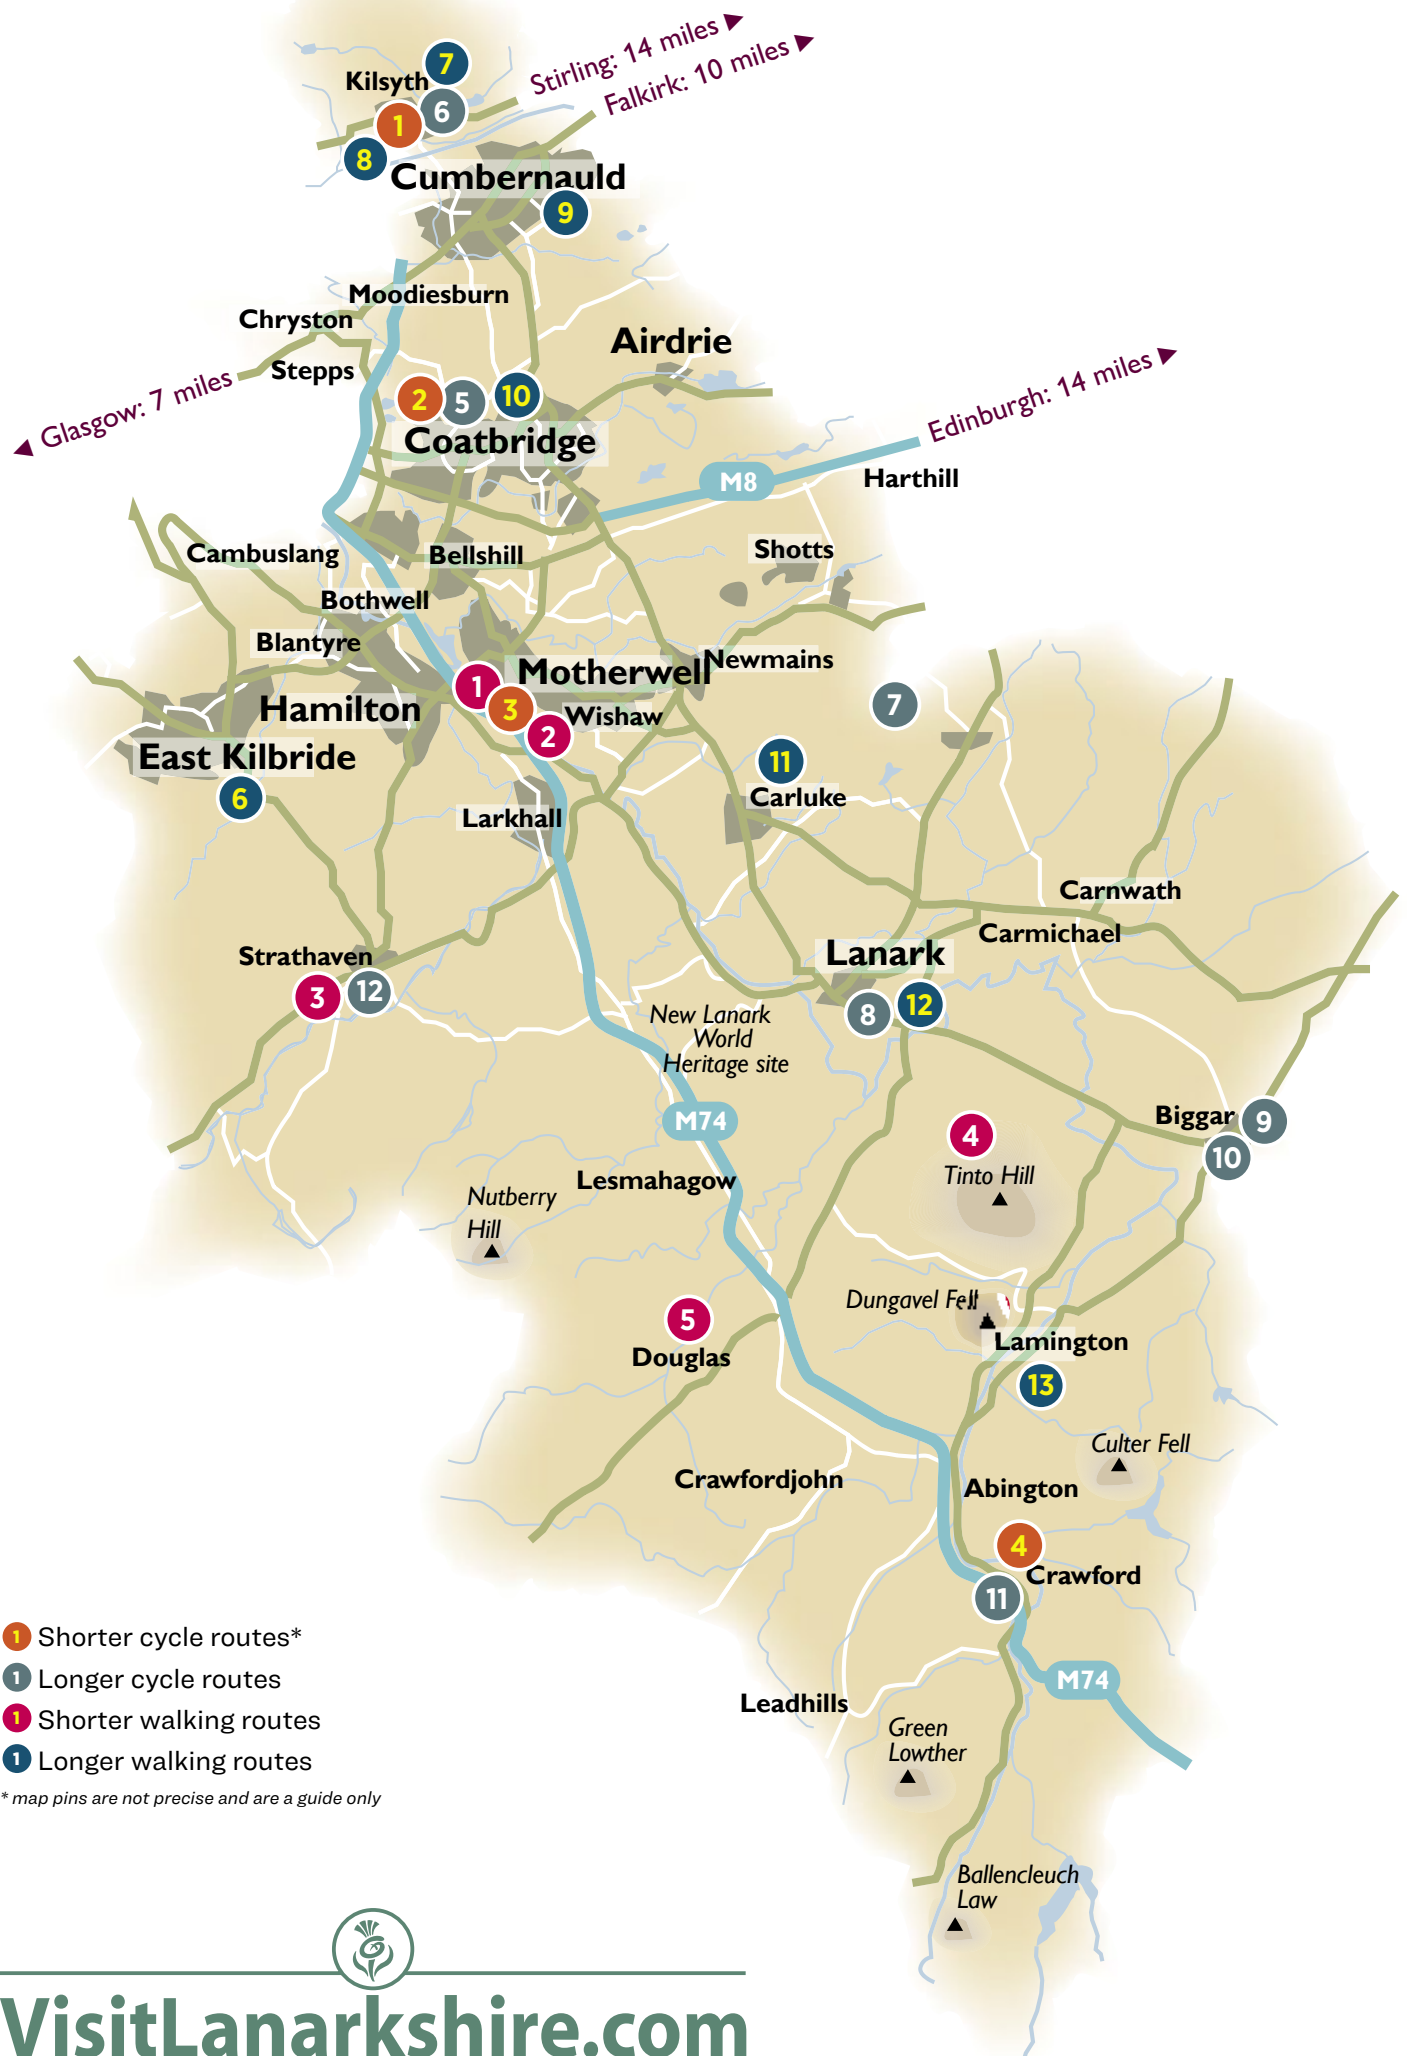 Stirling: 14 miles
Falkirk: 10 miles
7
Kilsyth
6
1
8
Cumbernauld
9
Moodiesburn
Chryston
Airdrie
Stepps
Glasgow: 7 miles
Edinburgh: 14 miles
2
5
10
Coatbridge
M8
Harthill
Cambuslang
Bellshill
Shotts
Bothwell
Blantyre
Newmains
Motherwell
1
3
2
Wishaw
7
Hamilton
East Kilbride
6
11
Carluke
Larkhall
Carnwath
Carmichael
Strathaven
3
12
Lanark
8
12
New Lanark
World
Heritage site
M74
Biggar
9
10
4
Tinto Hill
Lesmahagow
Nutberry
Hill
Dungavel Fell
5
Douglas
Lamington
13
Culter Fell
Crawfordjohn
Abington
4
Crawford
11
M74
Leadhills
Green
Lowther
Ballencleuch
Law
1 Shorter cycle routes*
1 Longer cycle routes
1 Shorter walking routes
1 Longer walking routes
* map pins are not precise and are a guide only
VisitLanarkshire.com